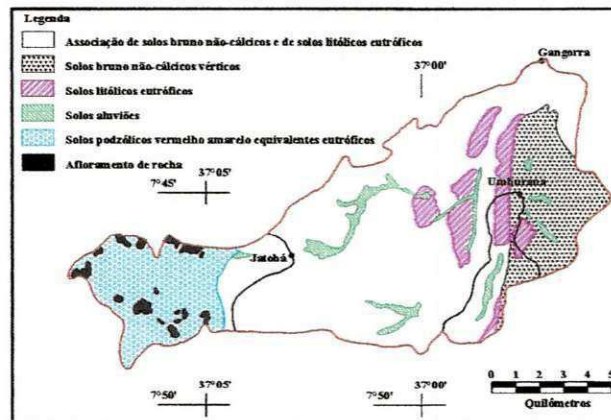 Legenda
Associação de solos bruno não-cálcicos e de solos litólicos eutróficos
Solos bruno não-cálcicos vérticos
Solos litólicos eutróficos
Solos aluviões
Solos podzólicos vermelho amarelo equivalentes eutróficos
Afloramento de rocha
37°00'
Gangorra
37°05'
7°45'
Umburana
Jatobá
37°05'
7°50'
37°00'
7°50'
0 1 2 3 4 5
Quilómetros